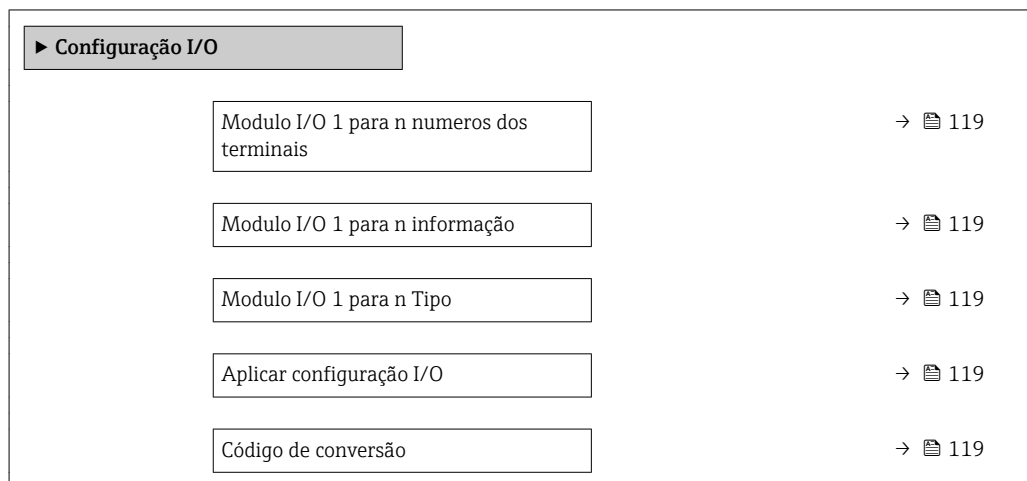 ▶ Configuração I/O
Modulo I/O 1 para n numeros dos → 119
terminais
Modulo I/O 1 para n informação → 119
Modulo I/O 1 para n Tipo → 119
Aplicar configuração I/O → 119
Código de conversão → 119